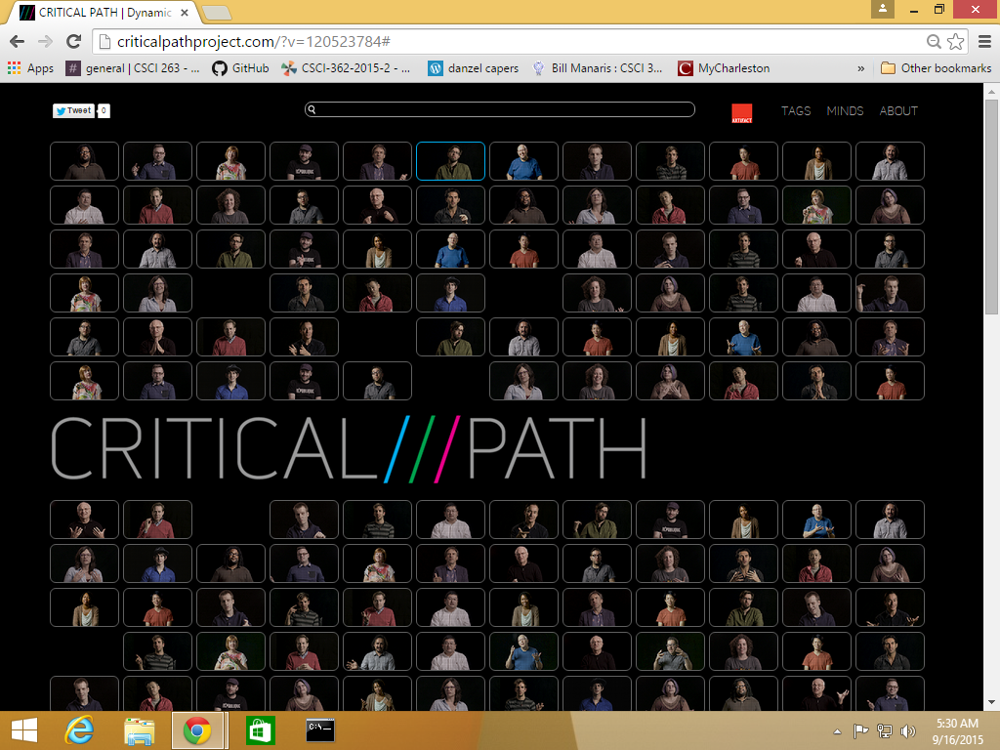 CRITICAL PATH | Dynamic
criticalpathproject.com/?v=120523784#
Apps
general | CSCI 263 - ...
GitHub
CSCI-362-2015-2 - ...
danzel capers
Bill Manaris : CSCI 3...
MyCharleston
»
Other bookmarks
Tweet 0
ARTIFACT
TAGS MINDS ABOUT
CRITICAL///PATH
5:30 AM
9/16/2015